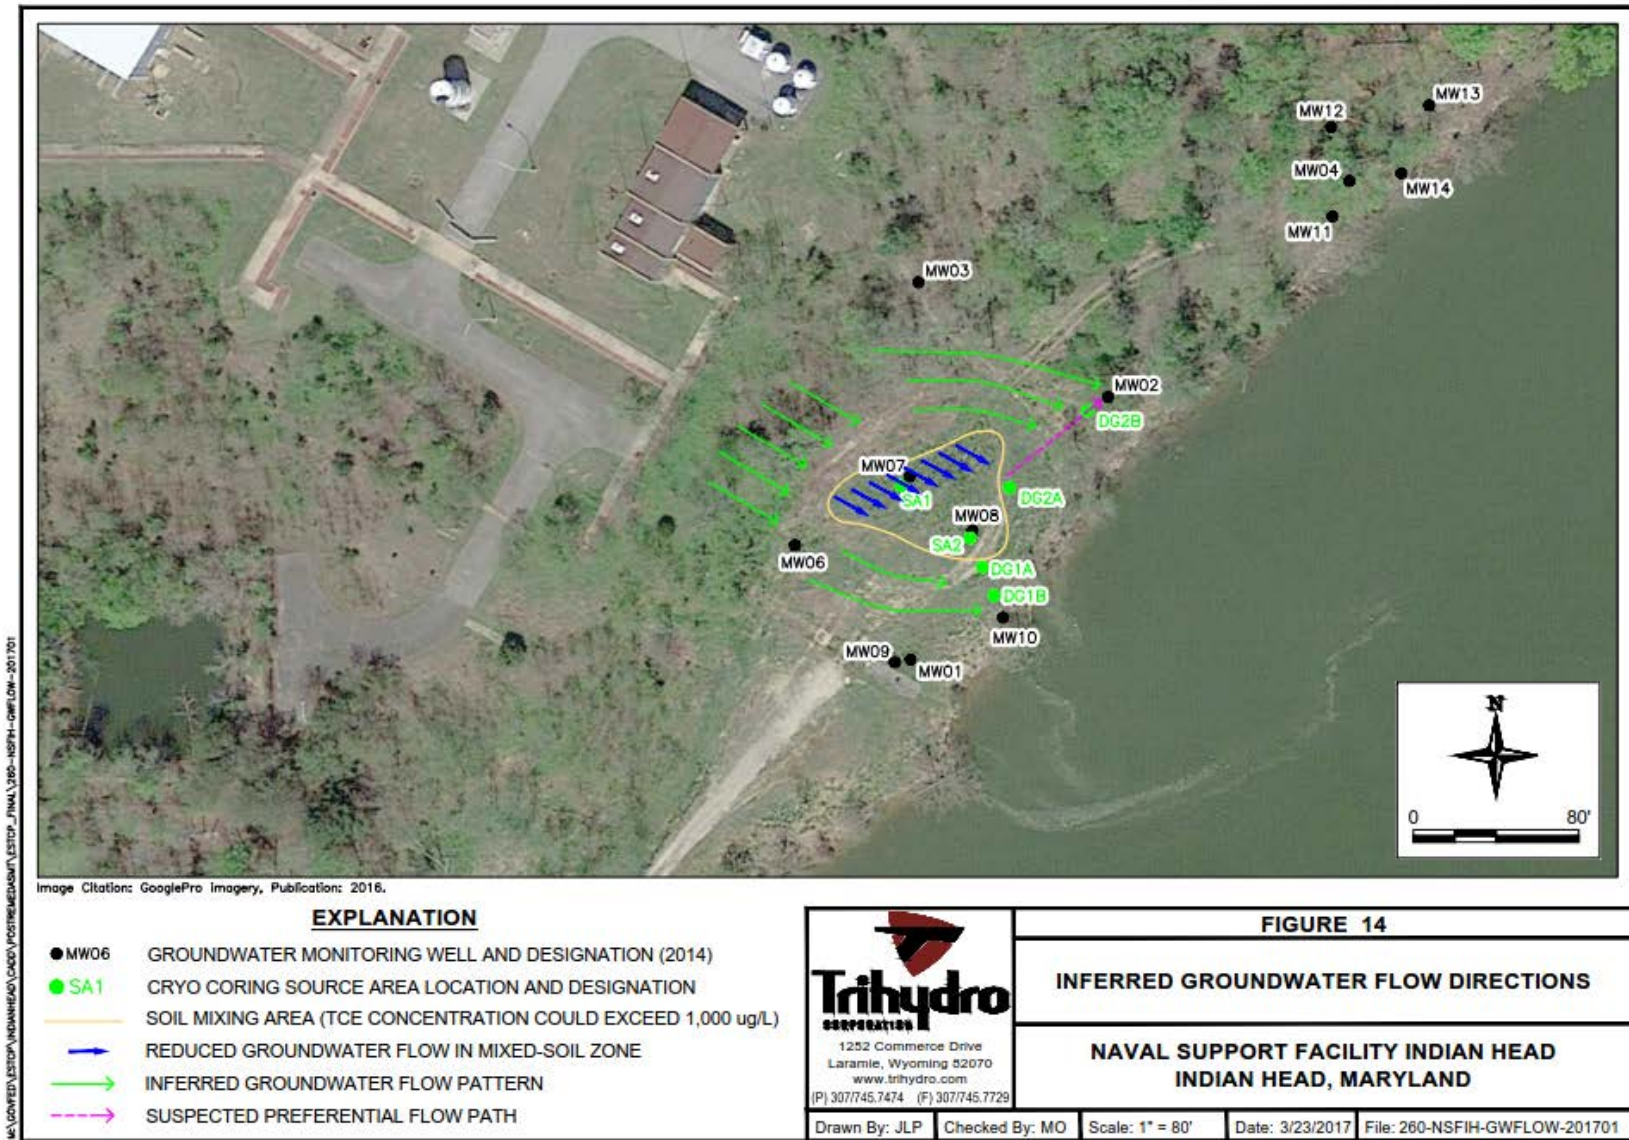 MW13
MW12
MW04
MW14
MW11
MW03
MW02
DG2B
MW07
SA1
DG2A
MW08
SA2
MW06
DG1A
DG1B
MW10
MW09
MW01
N
0 80'
Image Citation: GooglePro Imagery, Publication: 2016.
EXPLANATION
MW06 GROUNDWATER MONITORING WELL AND DESIGNATION (2014)
SA1 CRYO CORING SOURCE AREA LOCATION AND DESIGNATION
SOIL MIXING AREA (TCE CONCENTRATION COULD EXCEED 1,000 ug/L)
REDUCED GROUNDWATER FLOW IN MIXED-SOIL ZONE
INFERRED GROUNDWATER FLOW PATTERN
SUSPECTED PREFERENTIAL FLOW PATH
Trihydro
CORPORATION
1252 Commerce Drive
Laramie, Wyoming 82070
www.trihydro.com
(P) 307/745.7474 (F) 307/745.7729
FIGURE 14
INFERRED GROUNDWATER FLOW DIRECTIONS
NAVAL SUPPORT FACILITY INDIAN HEAD
INDIAN HEAD, MARYLAND
Drawn By: JLP
Checked By: MO
Scale: 1" = 80'
Date: 3/23/2017
File: 260-NSFIH-GWFLOW-201701